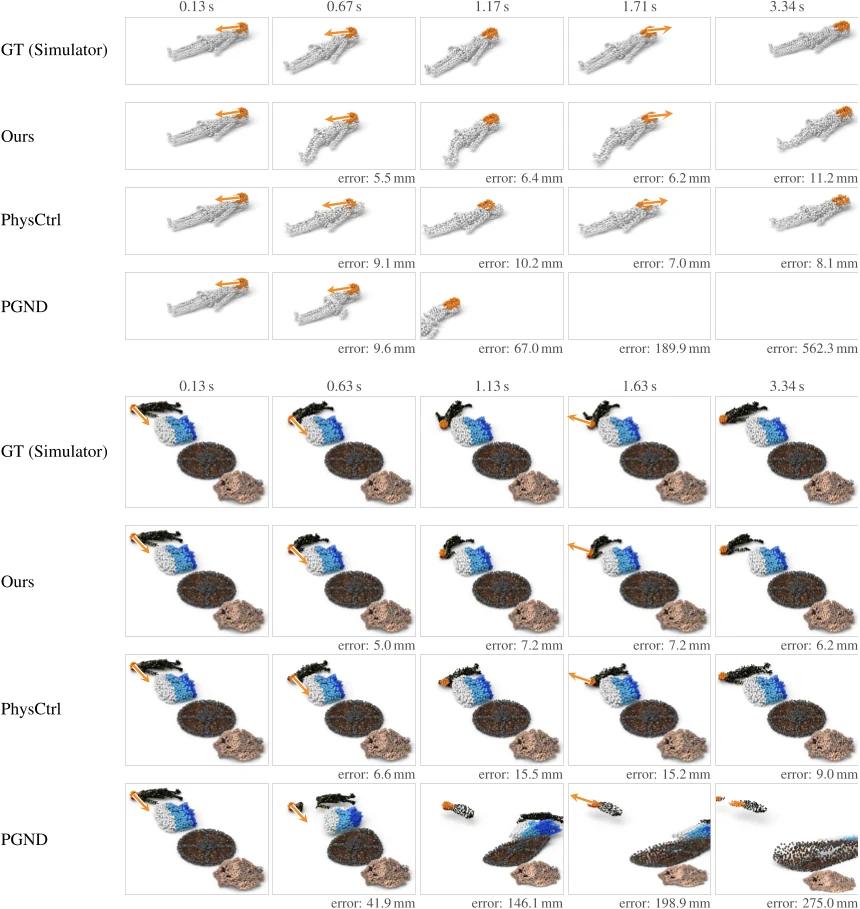 0.13 s 0.67 s 1.17 s 1.71 s 3.34 s
GT (Simulator)
Ours
error: 5.5 mm error: 6.4 mm error: 6.2 mm error: 11.2 mm
PhysCtrl
error: 9.1 mm error: 10.2 mm error: 7.0 mm error: 8.1 mm
PGND
error: 9.6 mm error: 67.0 mm error: 189.9 mm error: 562.3 mm
0.13 s 0.63 s 1.13 s 1.63 s 3.34 s
GT (Simulator)
Ours
error: 5.0 mm error: 7.2 mm error: 7.2 mm error: 6.2 mm
PhysCtrl
error: 6.6 mm error: 15.5 mm error: 15.2 mm error: 9.0 mm
PGND
error: 41.9 mm error: 146.1 mm error: 198.9 mm error: 275.0 mm